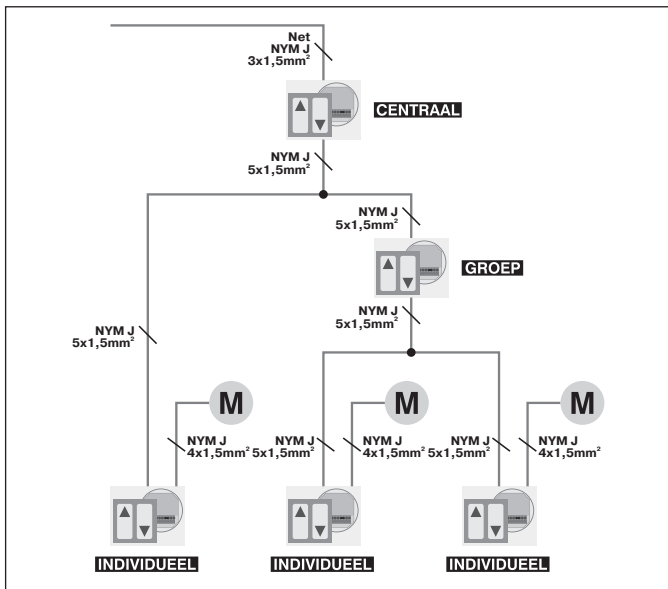 Net
NYM J
3x1,5mm²
CENTRAAL
NYM J
5x1,5mm²
NYM J
5x1,5mm²
GROEP
NYM J
5x1,5mm²
NYM J
5x1,5mm²
M
M
M
NYM J
4x1,5mm²
NYM J
5x1,5mm²
NYM J
4x1,5mm²
NYM J
5x1,5mm²
NYM J
4x1,5mm²
INDIVIDUEEL
INDIVIDUEEL
INDIVIDUEEL